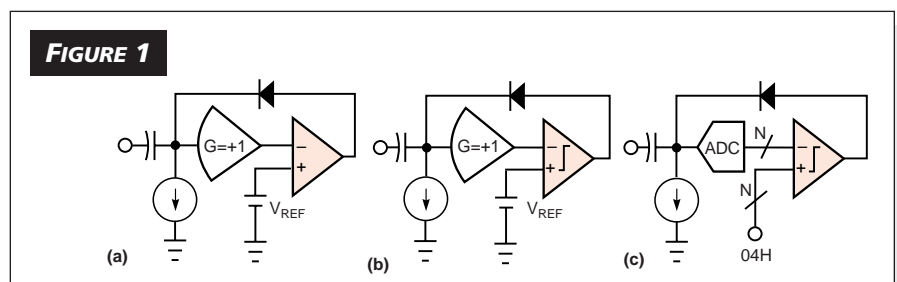 FIGURE 1
G=+1
−
+
V_REF
(a)
G=+1
−
+
V_REF
(b)
ADC
N
−
+
N
04H
(c)